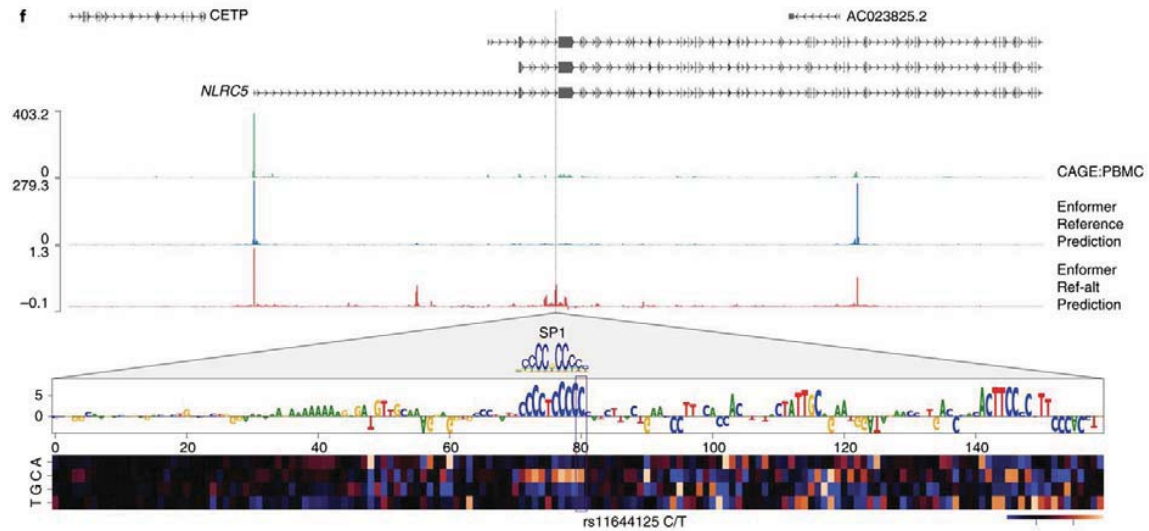 f
CETP
AC023825.2
NLRC5
403.2
0
CAGE:PBMC
279.3
Enformer
Reference
0
Prediction
1.3
Enformer
Ref-alt
−0.1
Prediction
SP1
5
0
0 20 40 60 80 100 120 140
T G C A
rs11644125 C/T